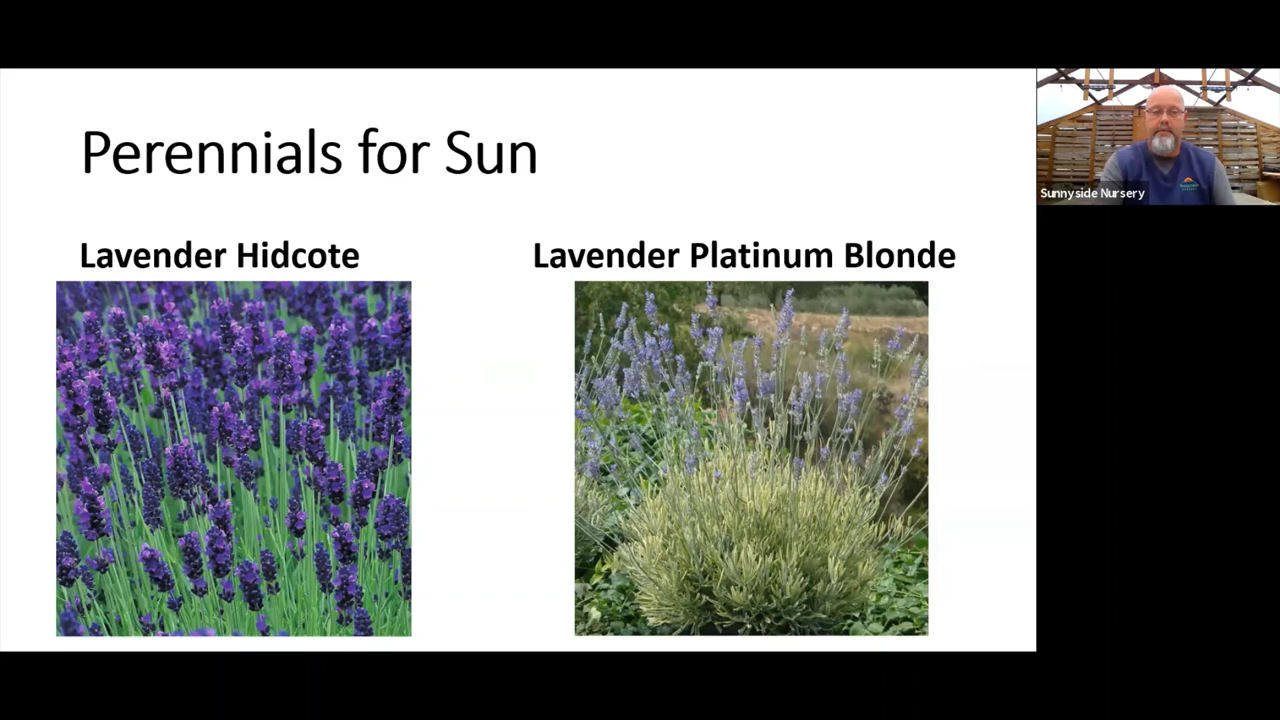 Perennials for Sun
Lavender Hidcote
Lavender Platinum Blonde
Sunnyside Nursery